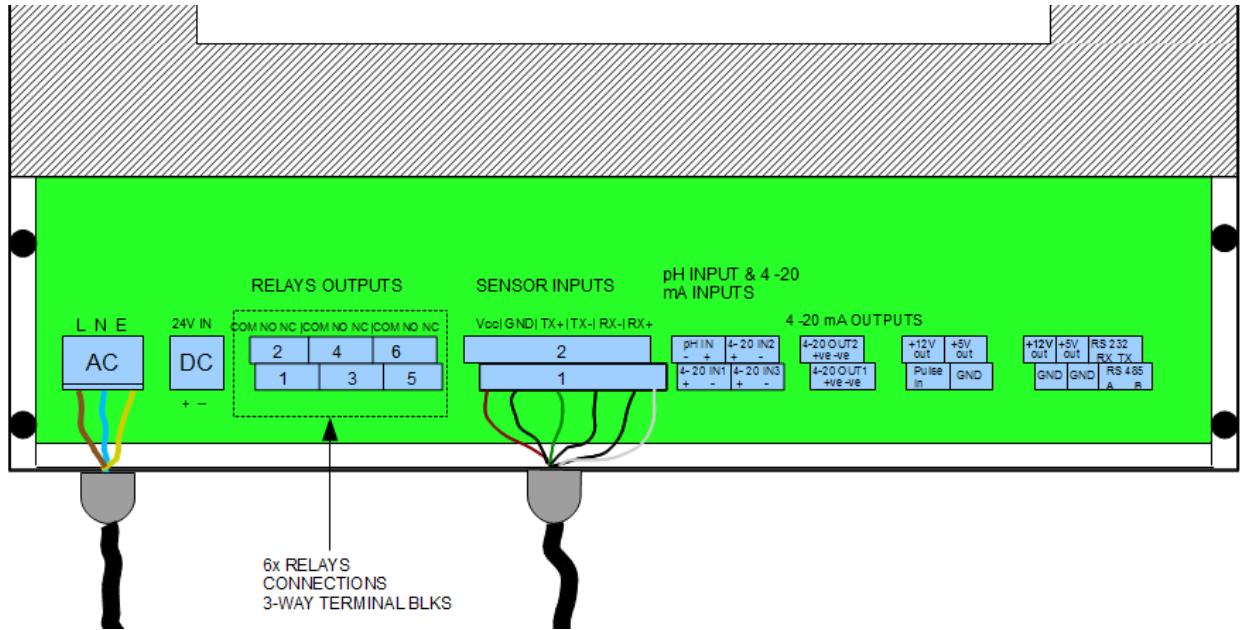 RELAYS OUTPUTS
SENSOR INPUTS
pH INPUT & 4 -20
mA INPUTS
L N E
24V IN
COM NO NC |COM NO NC |COM NO NC
Vcc| GND| TX+ | TX-| RX-| RX+
4 -20 mA OUTPUTS
AC
DC
+ -
2 4 6
1 3 5
2
1
pH IN
- +
4- 20 IN2
+ -
4- 20 IN1
+ -
4- 20 IN3
+ -
4-20 OUT2
+ve -ve
4-20 OUT1
+ve -ve
+12V
out
+5V
out
Pulse
in
GND
+12V
out
+5V
out
RS 232
RX TX
GND
GND
RS 485
A B
6x RELAYS
CONNECTIONS
3-WAY TERMINAL BLKS